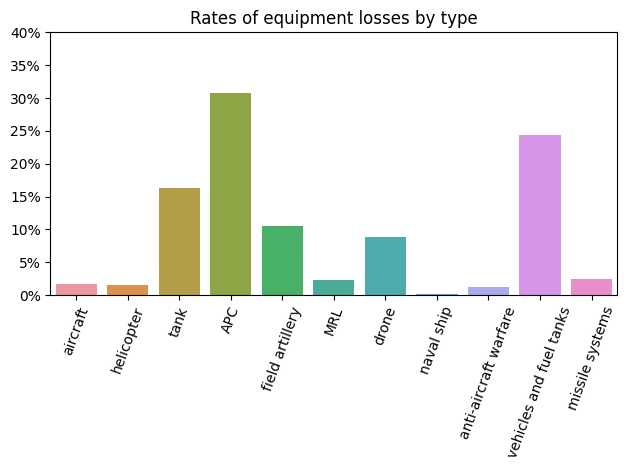 Rates of equipment losses by type
40%
35%
30%
25%
20%
15%
10%
5%
0%
aircraft
helicopter
tank
APC
field artillery
MRL
drone
naval ship
anti-aircraft warfare
vehicles and fuel tanks
missile systems